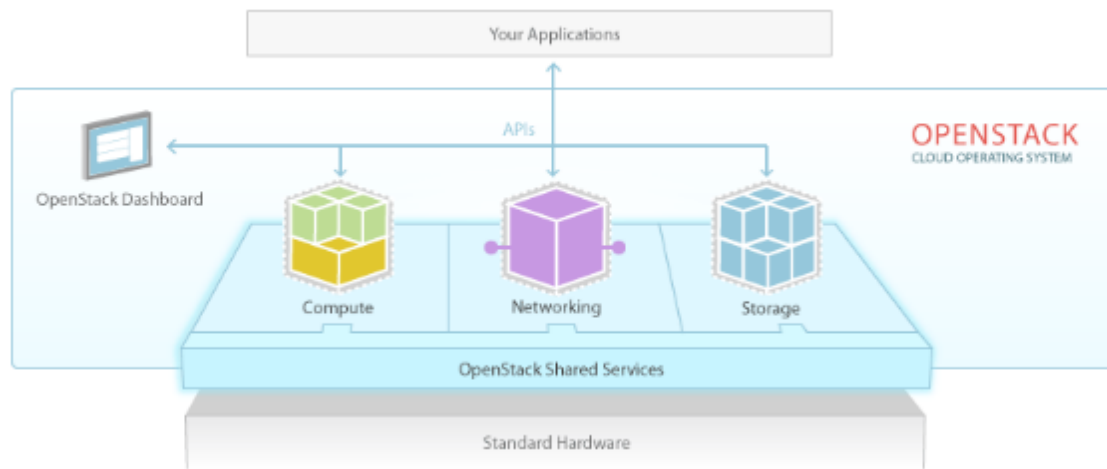 Your Applications
APIs
OPENSTACK
CLOUD OPERATING SYSTEM
OpenStack Dashboard
Compute
Networking
Storage
OpenStack Shared Services
Standard Hardware